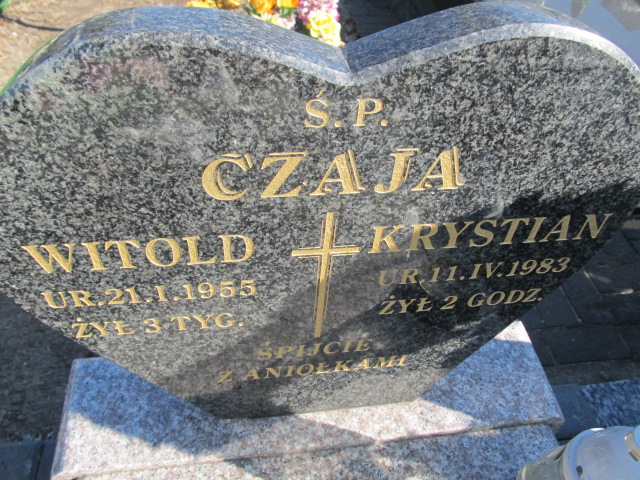 Ś.P.
CZAJA
WITOLD
UR.21.I.1955
ŻYŁ 3 TYG.
KRYSTIAN
UR.11.IV.1983
ŻYŁ 2 GODZ.
ŚPIJCIE
Z ANIOŁKAMI